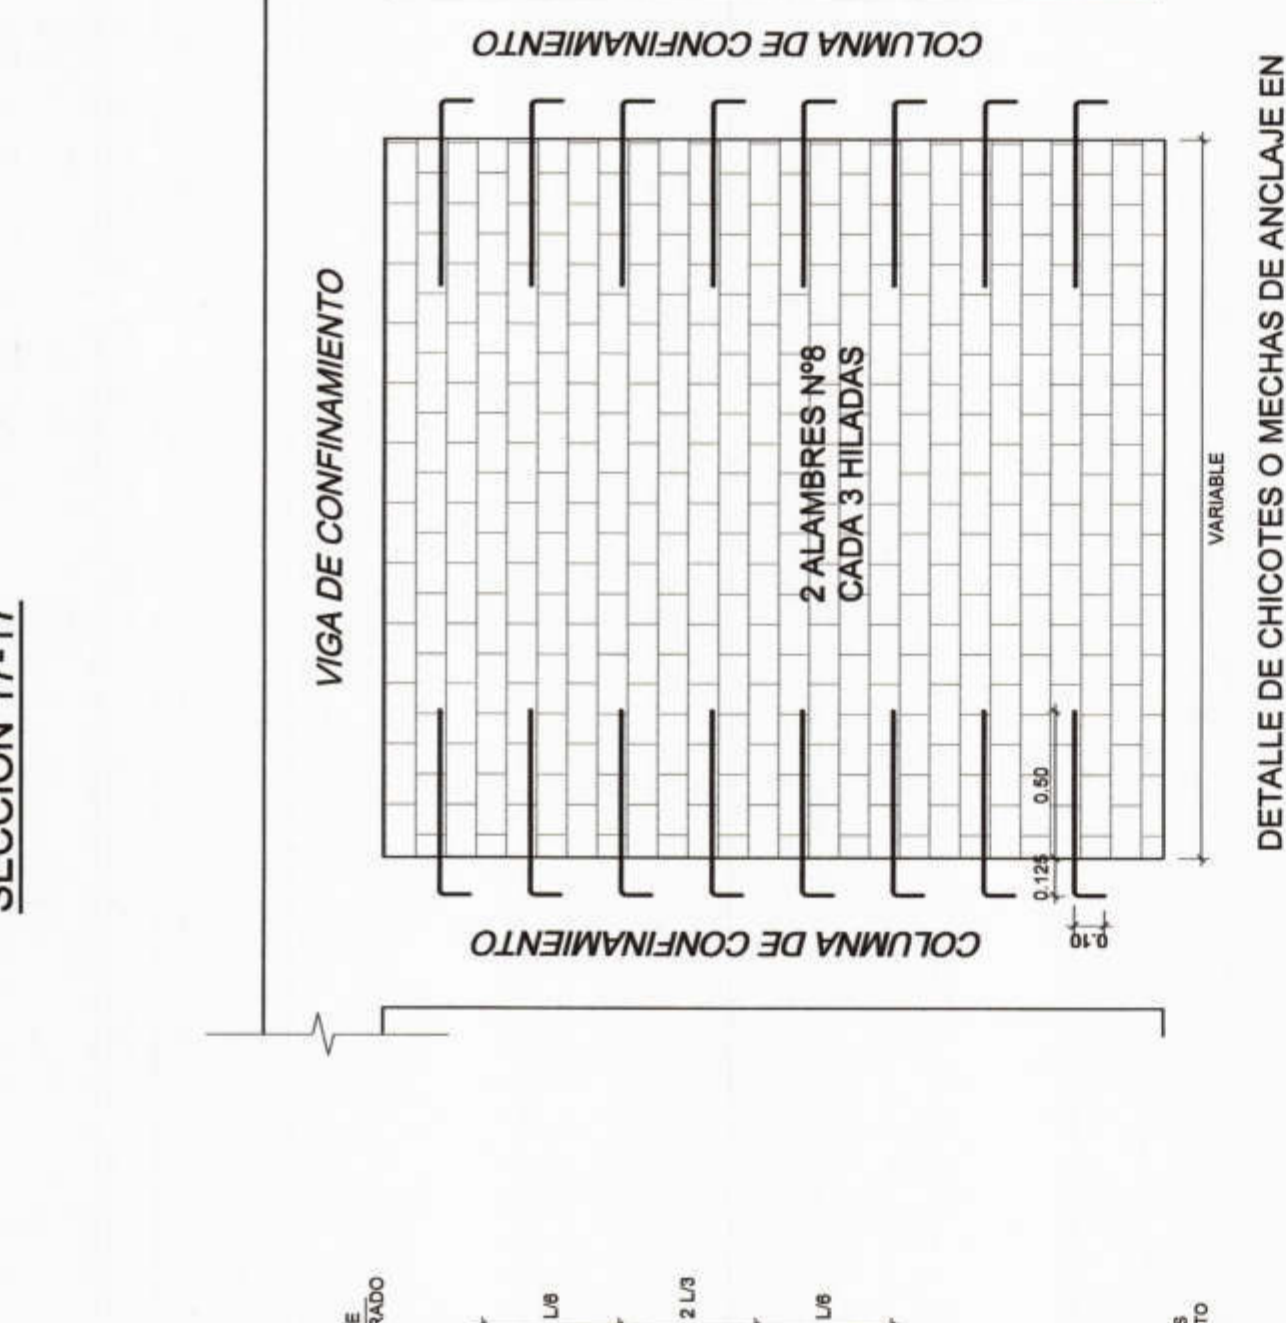 SECCION 17-17
VIGA DE CONFINAMIENTO
COLUMNA DE CONFINAMIENTO
COLUMNA DE CONFINAMIENTO
2 ALAMBRES Nº8
CADA 3 HILADAS
0.125
0.50
0.10
VARIABLE
DETALLE DE CHICOTES O MECHAS DE ANCLAJE EN
L/6
2 L/3
L/6